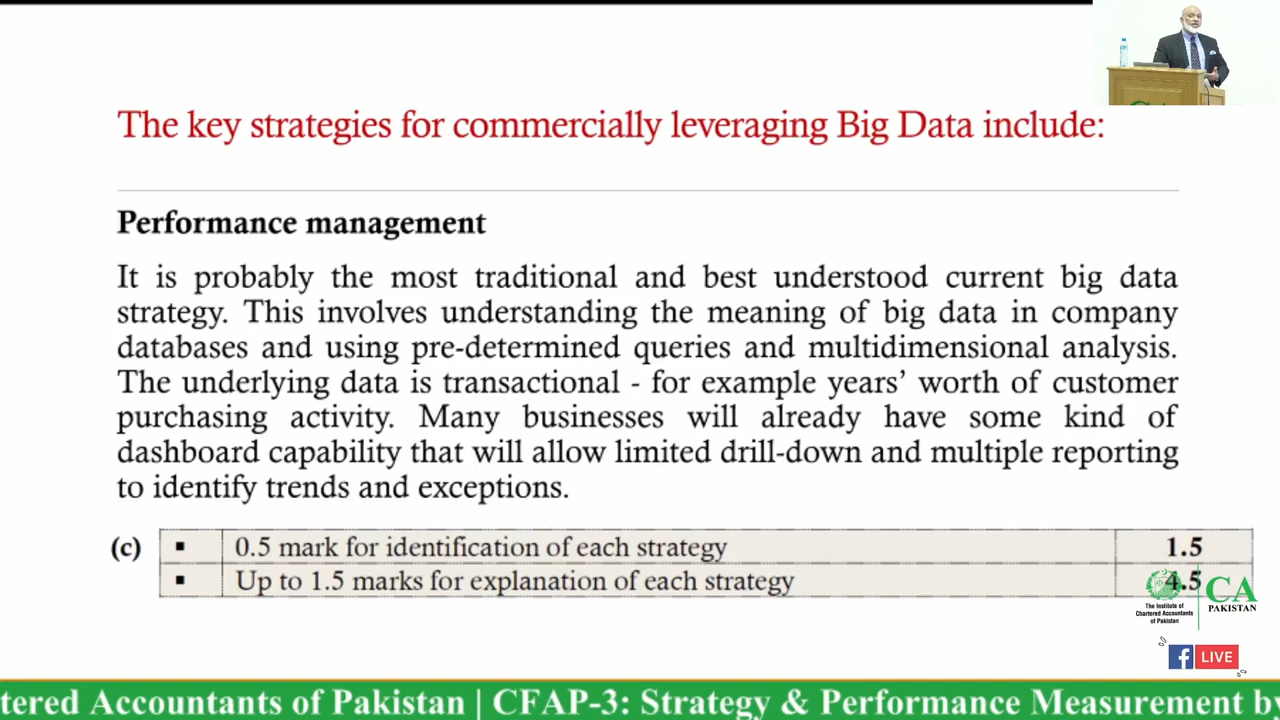 The key strategies for commercially leveraging Big Data include:
Performance management
It is probably the most traditional and best understood current big data
strategy. This involves understanding the meaning of big data in company
databases and using pre-determined queries and multidimensional analysis.
The underlying data is transactional - for example years’ worth of customer
purchasing activity. Many businesses will already have some kind of
dashboard capability that will allow limited drill-down and multiple reporting
to identify trends and exceptions.
(c) ▪ 0.5 mark for identification of each strategy 1.5
▪ Up to 1.5 marks for explanation of each strategy 4.5
The Institute of
Chartered Accountants
of Pakistan
CA
PAKISTAN
LIVE
tered Accountants of Pakistan | CFAP-3: Strategy & Performance Measurement by